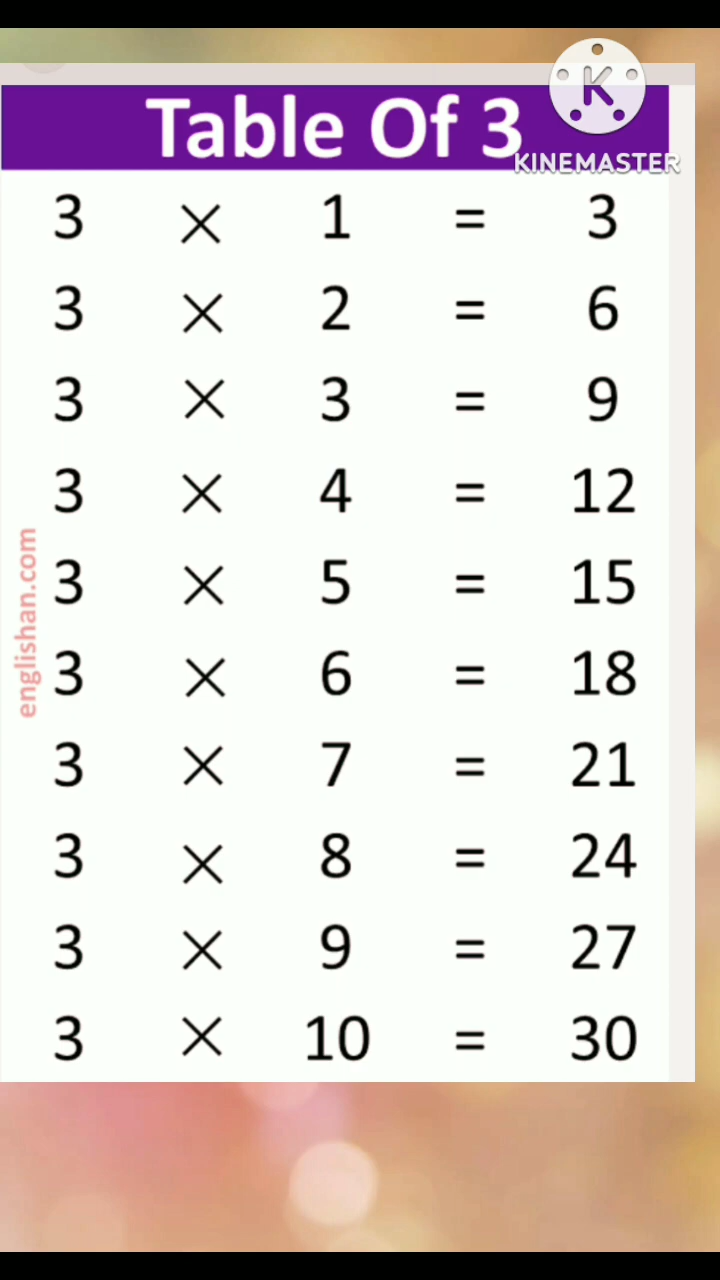 Table Of 3
K
KINEMASTER
3 × 1 = 3
3 × 2 = 6
3 × 3 = 9
3 × 4 = 12
3 × 5 = 15
3 × 6 = 18
3 × 7 = 21
3 × 8 = 24
3 × 9 = 27
3 × 10 = 30
englishan.com